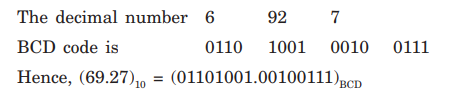 The decimal number 6 92 7
BCD code is 0110 1001 0010 0111
Hence, (69.27)₁₀ = (01101001.00100111)BCD